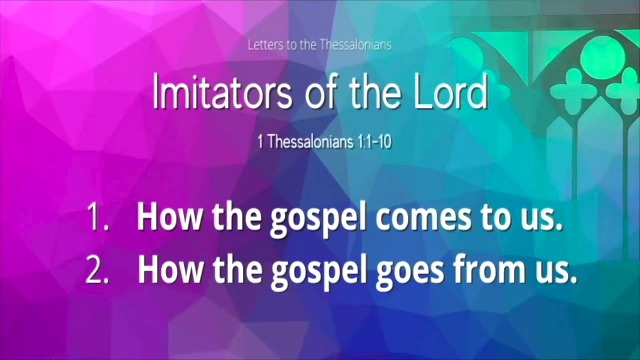 Letters to the Thessalonians
Imitators of the Lord
1 Thessalonians 1:1-10
1. How the gospel comes to us.
2. How the gospel goes from us.